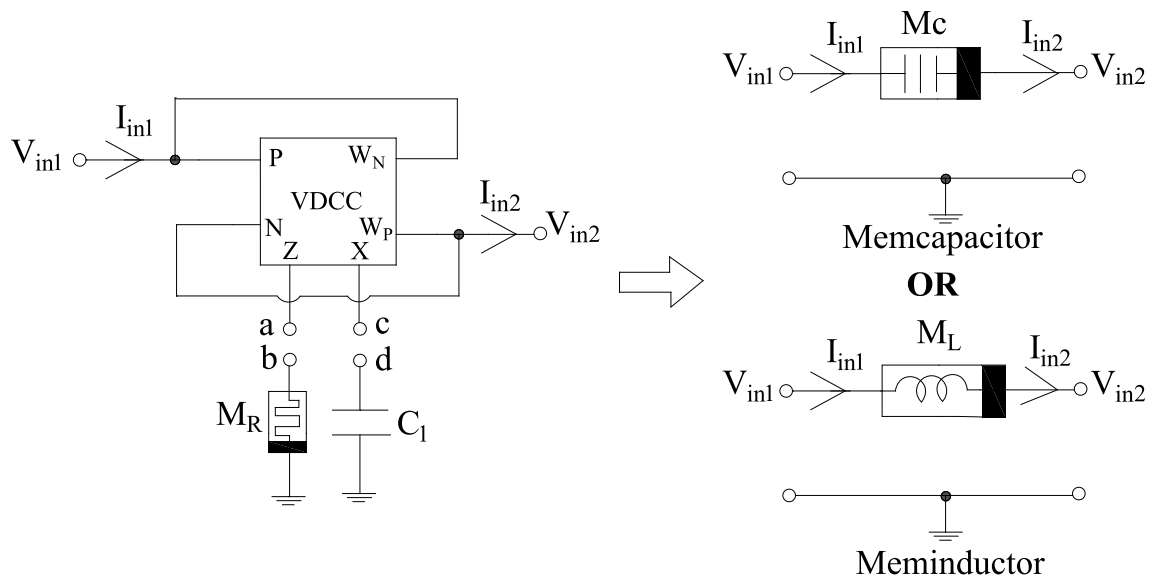 V_in1
I_in1
P
W_N
VDCC
N
W_P
Z
X
I_in2
V_in2
a
c
b
d
M_R
C_1
Mc
V_in1
I_in1
I_in2
V_in2
Memcapacitor
OR
M_L
V_in1
I_in1
I_in2
V_in2
Meminductor